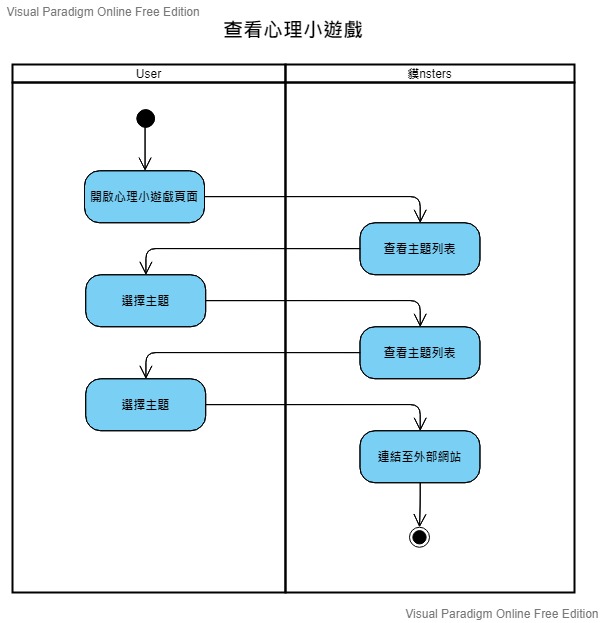 Visual Paradigm Online Free Edition
查看心理小遊戲
User
貘nsters
開啟心理小遊戲頁面
查看主題列表
選擇主題
查看主題列表
選擇主題
連結至外部網站
Visual Paradigm Online Free Edition